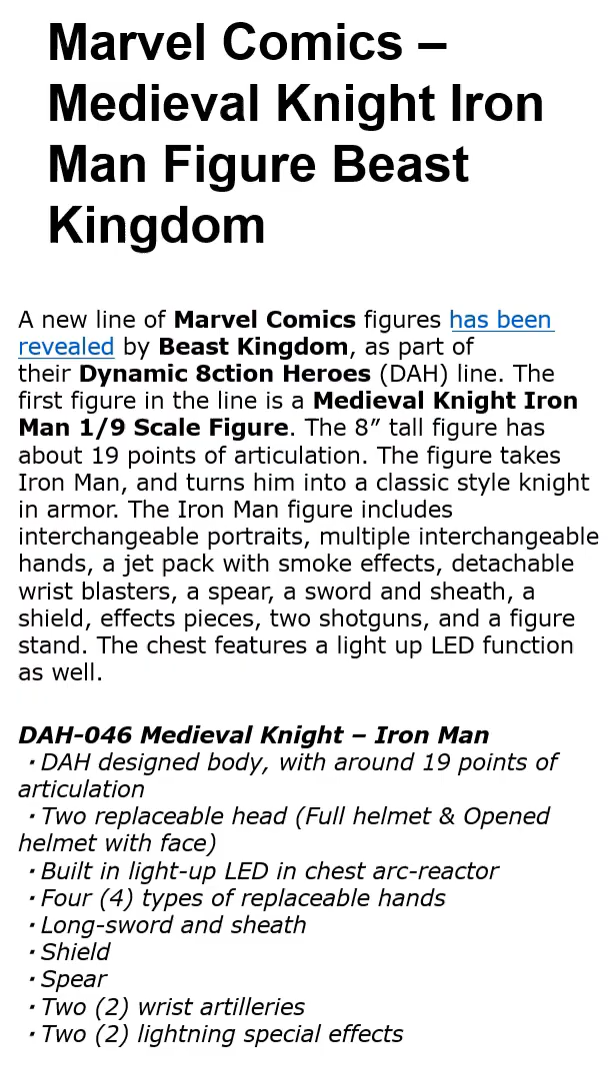 Marvel Comics –
Medieval Knight Iron
Man Figure Beast
Kingdom
A new line of Marvel Comics figures has been
revealed by Beast Kingdom, as part of
their Dynamic 8ction Heroes (DAH) line. The
first figure in the line is a Medieval Knight Iron
Man 1/9 Scale Figure. The 8″ tall figure has
about 19 points of articulation. The figure takes
Iron Man, and turns him into a classic style knight
in armor. The Iron Man figure includes
interchangeable portraits, multiple interchangeable
hands, a jet pack with smoke effects, detachable
wrist blasters, a spear, a sword and sheath, a
shield, effects pieces, two shotguns, and a figure
stand. The chest features a light up LED function
as well.
DAH-046 Medieval Knight – Iron Man
・DAH designed body, with around 19 points of
articulation
・Two replaceable head (Full helmet & Opened
helmet with face)
・Built in light-up LED in chest arc-reactor
・Four (4) types of replaceable hands
・Long-sword and sheath
・Shield
・Spear
・Two (2) wrist artilleries
・Two (2) lightning special effects